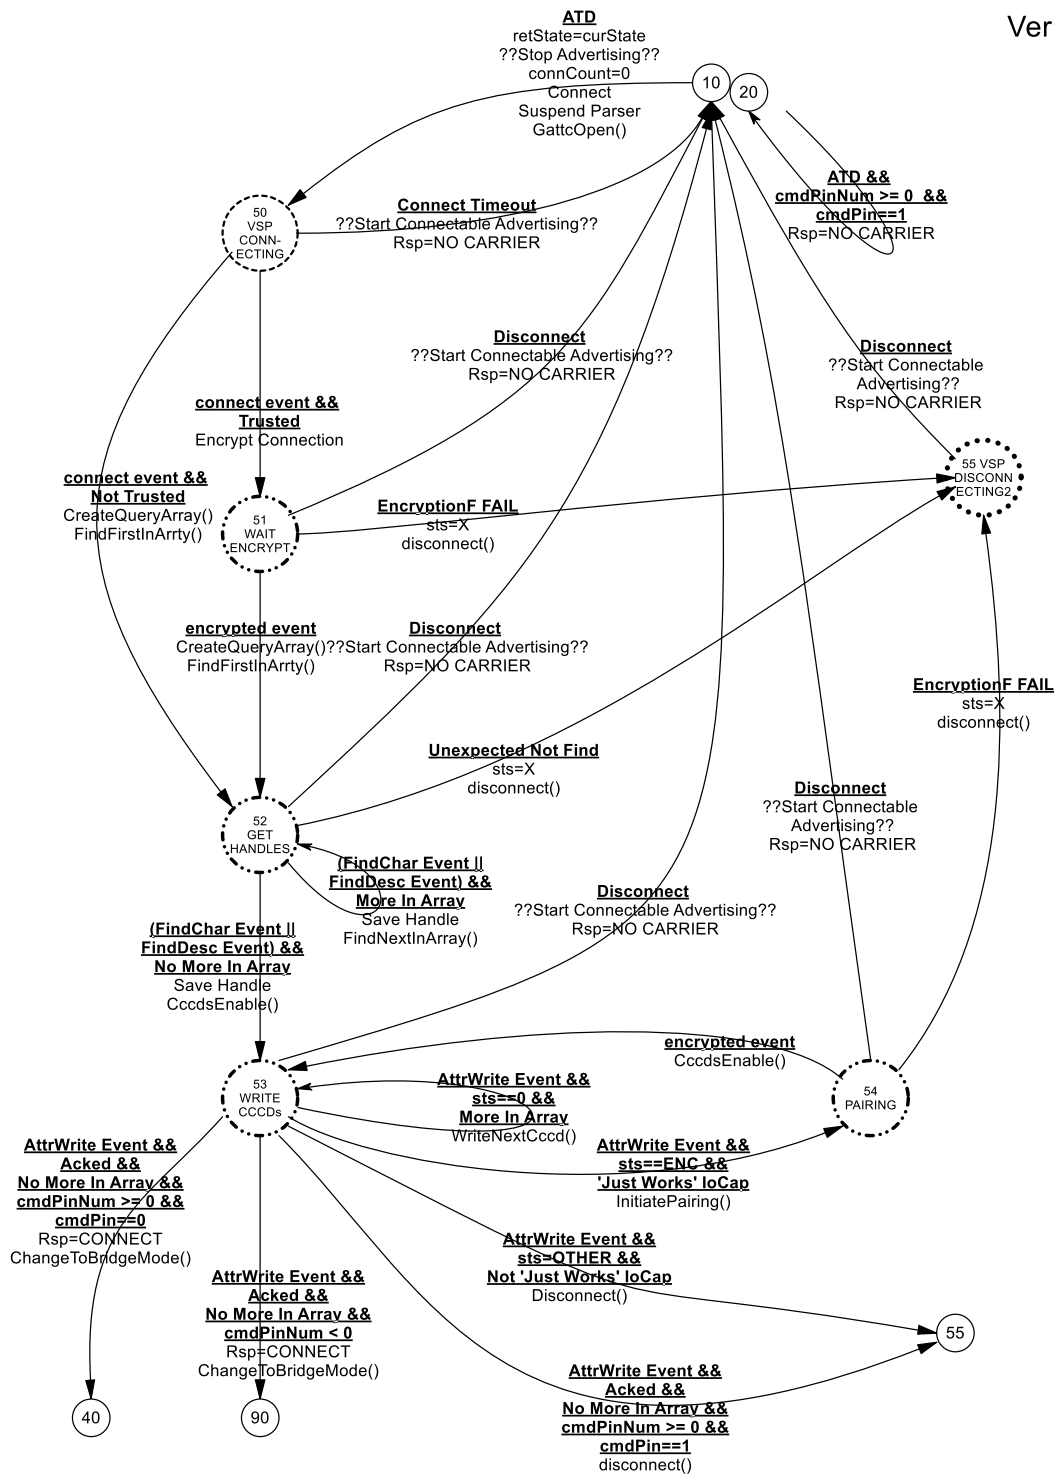 Ver
ATD
retState=curState
??Stop Advertising??
connCount=0
Connect
Suspend Parser
GattcOpen()
10
20
ATD &&
cmdPinNum >= 0  &&
cmdPin==1
Rsp=NO CARRIER
50
VSP
CONN-
ECTING
Connect Timeout
??Start Connectable Advertising??
Rsp=NO CARRIER
Disconnect
??Start Connectable Advertising??
Rsp=NO CARRIER
Disconnect
??Start Connectable
Advertising??
Rsp=NO CARRIER
connect event &&
Trusted
Encrypt Connection
connect event &&
Not Trusted
CreateQueryArray()
FindFirstInArrty()
55 VSP
DISCONN
ECTING2
51
WAIT
ENCRYPT
EncryptionF FAIL
sts=X
disconnect()
encrypted event
CreateQueryArray()
FindFirstInArrty()
Disconnect
??Start Connectable Advertising??
Rsp=NO CARRIER
EncryptionF FAIL
sts=X
disconnect()
Unexpected Not Find
sts=X
disconnect()
Disconnect
??Start Connectable
Advertising??
Rsp=NO CARRIER
52
GET
HANDLES
(FindChar Event ||
FindDesc Event) &&
More In Array
Save Handle
FindNextInArray()
Disconnect
??Start Connectable Advertising??
Rsp=NO CARRIER
(FindChar Event ||
FindDesc Event) &&
No More In Array
Save Handle
CccdsEnable()
encrypted event
CccdsEnable()
53
WRITE
CCCDs
54
PAIRING
AttrWrite Event &&
sts==0 &&
More In Array
WriteNextCccd()
AttrWrite Event &&
sts==ENC &&
'Just Works' IoCap
InitiatePairing()
AttrWrite Event &&
Acked &&
No More In Array &&
cmdPinNum >= 0 &&
cmdPin==0
Rsp=CONNECT
ChangeToBridgeMode()
AttrWrite Event &&
sts=OTHER &&
Not 'Just Works' IoCap
Disconnect()
AttrWrite Event &&
Acked &&
No More In Array &&
cmdPinNum < 0
Rsp=CONNECT
ChangeToBridgeMode()
55
AttrWrite Event &&
Acked &&
No More In Array &&
cmdPinNum >= 0 &&
cmdPin==1
disconnect()
40
90